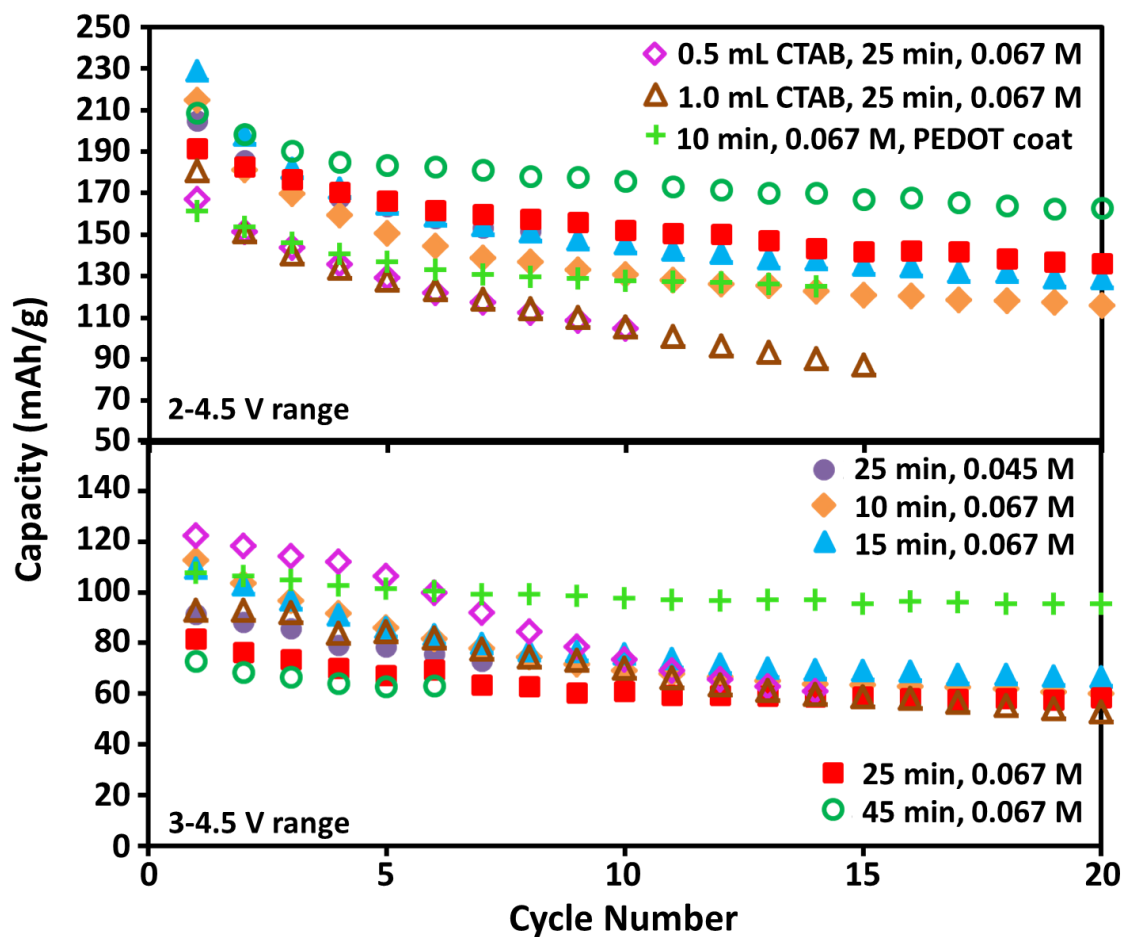 250
230
210
190
170
150
130
110
90
70
50
0.5 mL CTAB, 25 min, 0.067 M
1.0 mL CTAB, 25 min, 0.067 M
10 min, 0.067 M, PEDOT coat
2-4.5 V range
Capacity (mAh/g)
140
120
100
80
60
40
20
0
25 min, 0.045 M
10 min, 0.067 M
15 min, 0.067 M
25 min, 0.067 M
45 min, 0.067 M
3-4.5 V range
0 5 10 15 20
Cycle Number